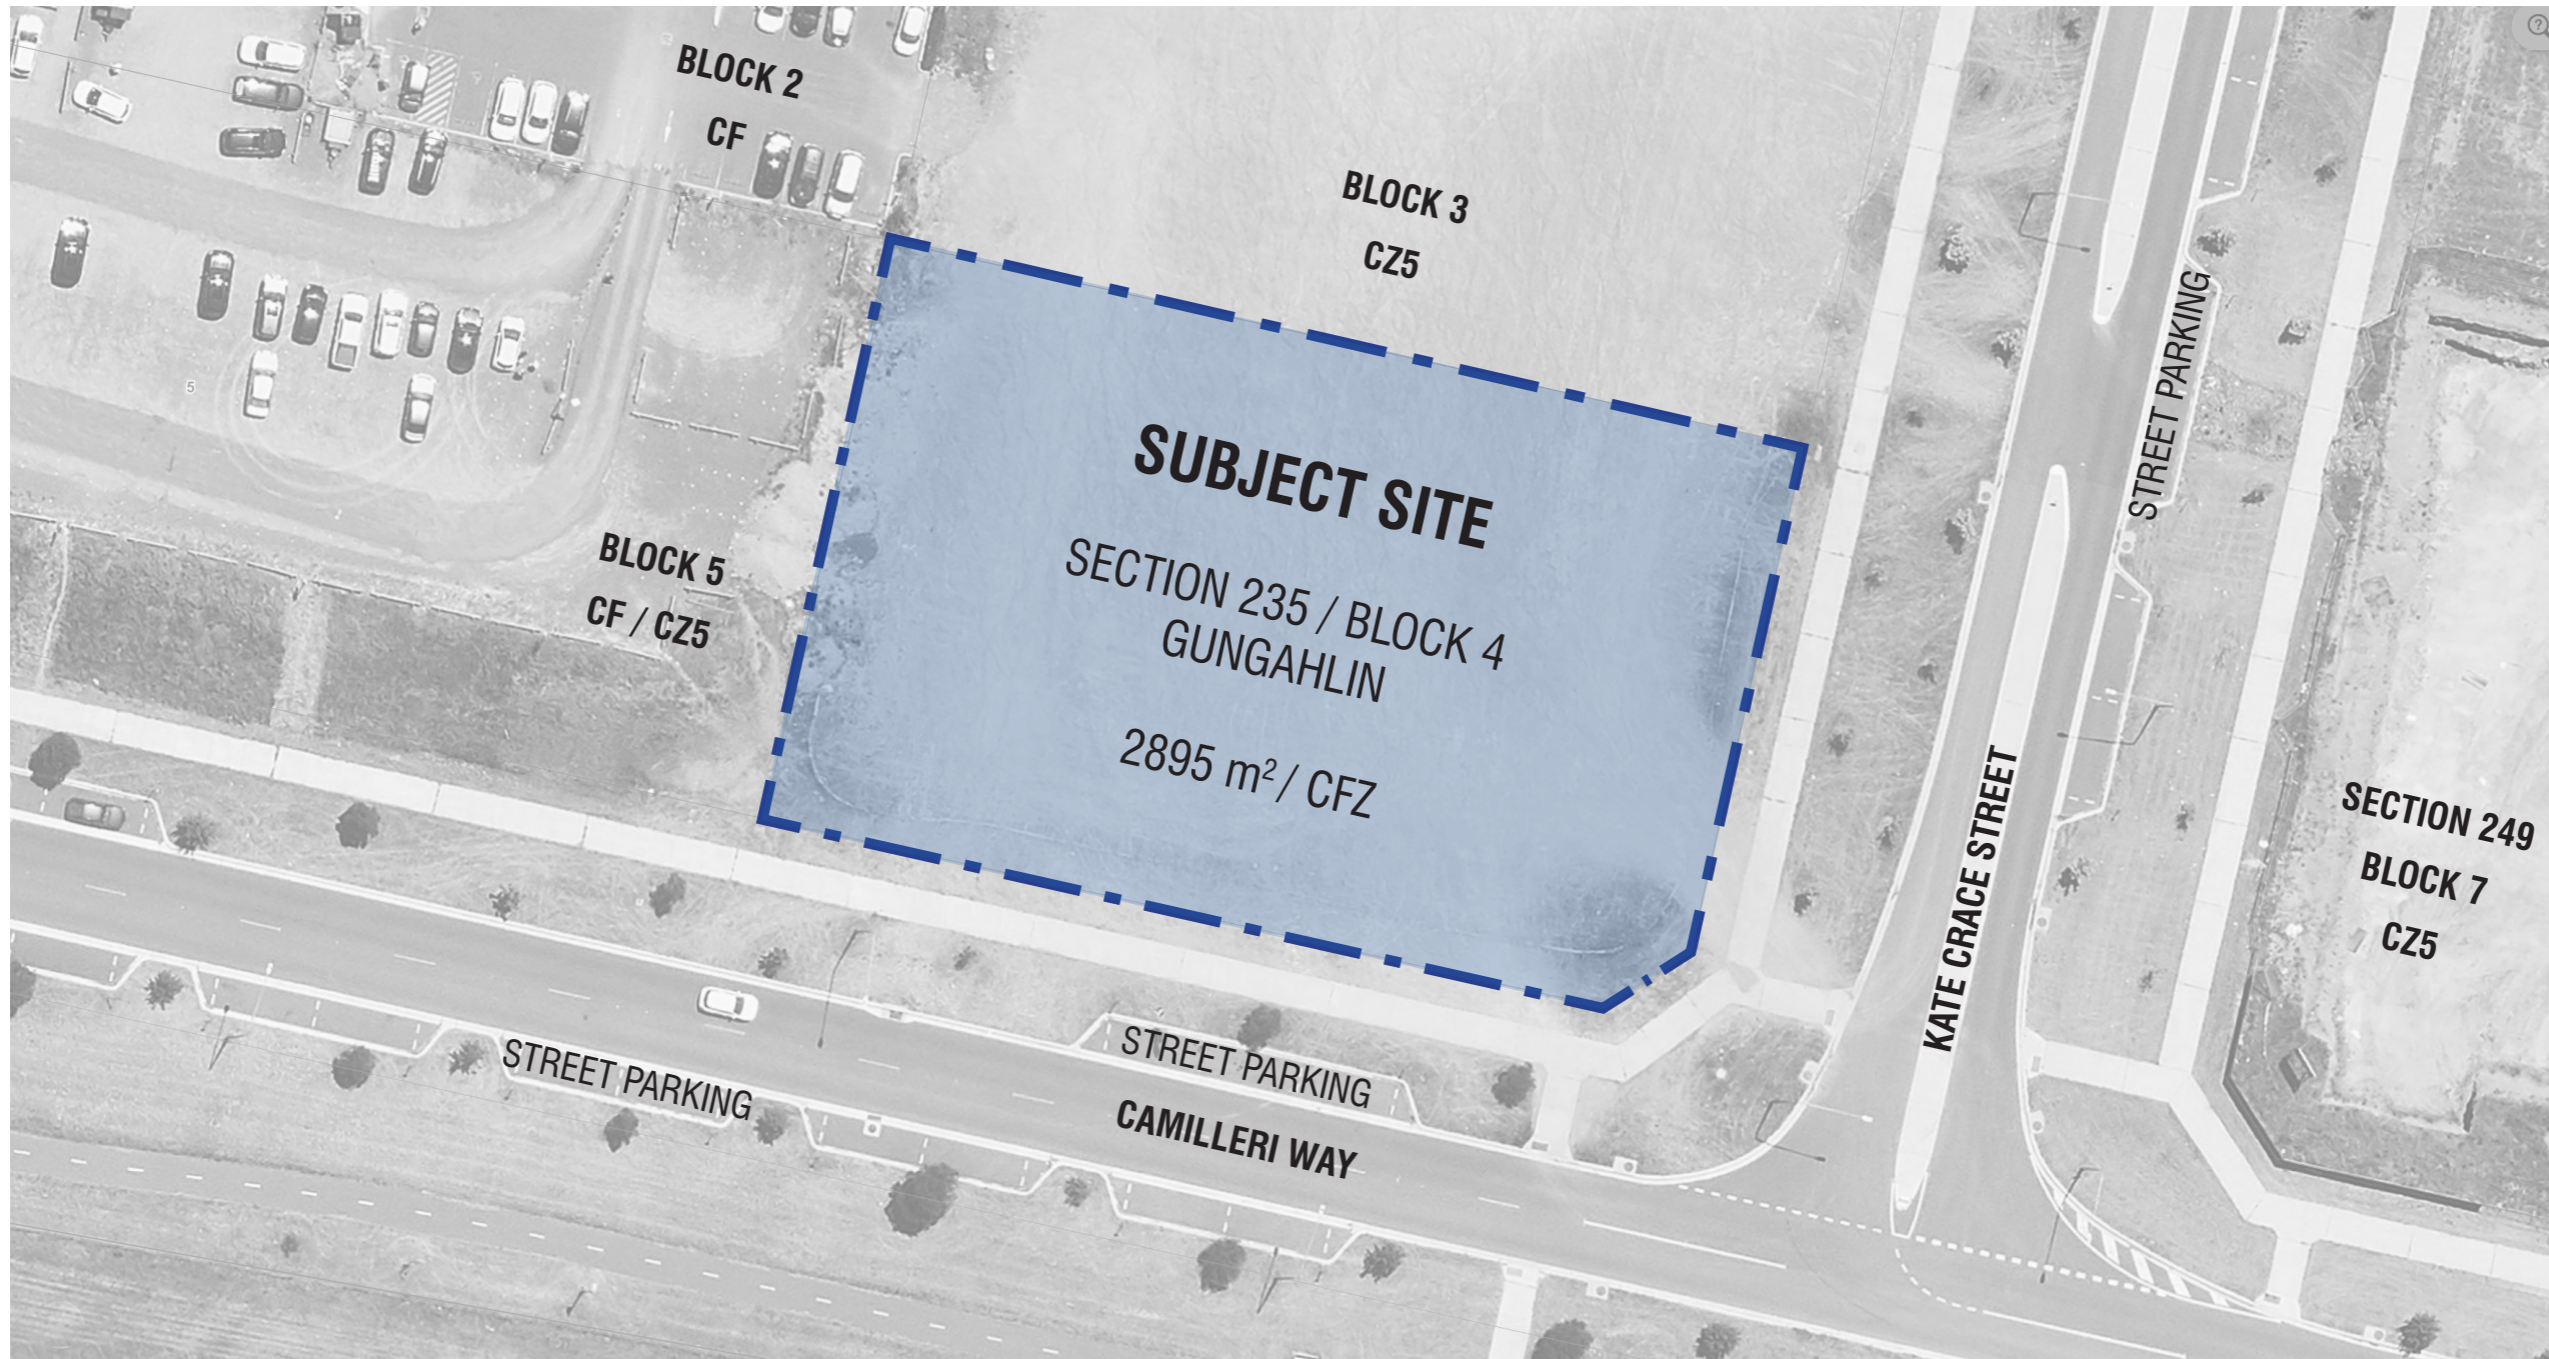 BLOCK 2
CF
BLOCK 3
CZ5
STREET PARKING
5
SUBJECT SITE
SECTION 235 / BLOCK 4
GUNGAHLIN
2895 m² / CFZ
BLOCK 5
CF / CZ5
KATE CRACE STREET
SECTION 249
BLOCK 7
CZ5
STREET PARKING
STREET PARKING
CAMILLERI WAY
?